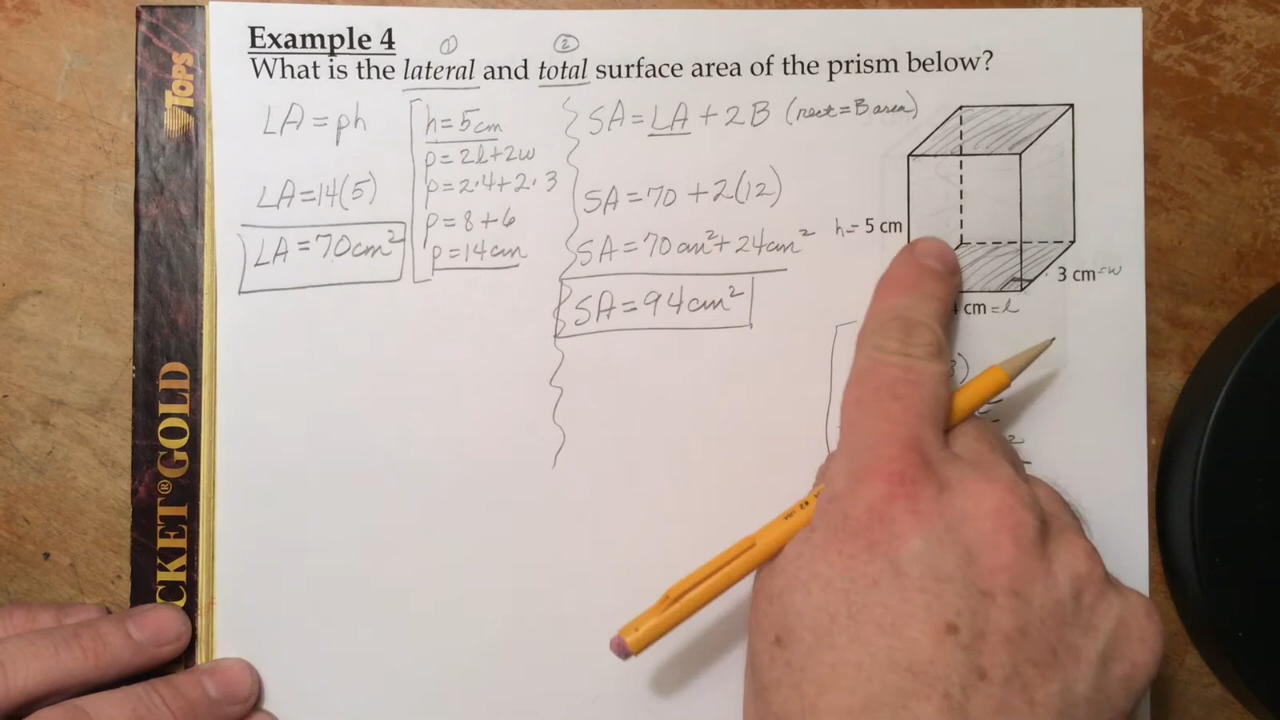 Example 4
① ②
What is the lateral and total surface area of the prism below?
LA = ph
LA = 14(5)
LA = 70cm²
h = 5cm
p = 2l + 2w
p = 2·4 + 2·3
p = 8 + 6
p = 14cm
SA = LA + 2B (rect = B area)
SA = 70 + 2(12)
SA = 70cm² + 24cm²
SA = 94cm²
h = 5 cm
3 cm = w
cm = l
TOPS
CKET®GOLD